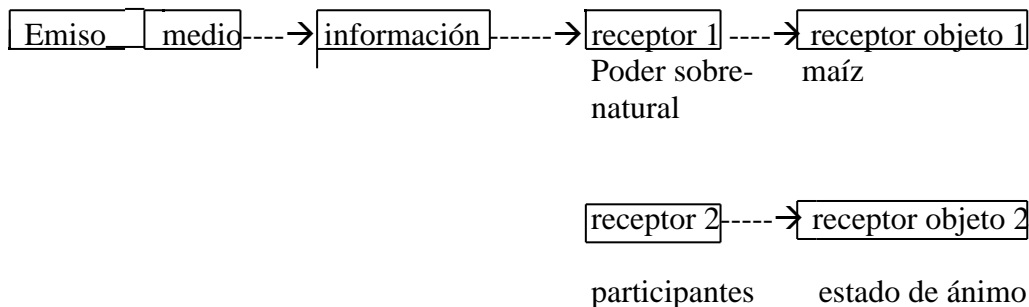 Emiso_ medio----→información------→receptor 1 ----→ receptor objeto 1
Poder sobre- maíz
natural
receptor 2-----→ receptor objeto 2
participantes estado de ánimo